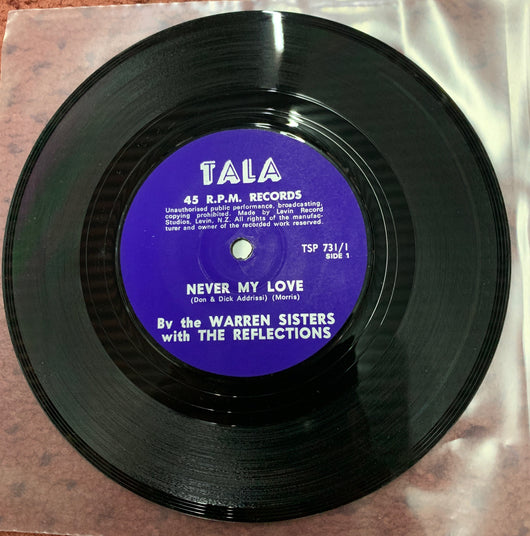 TALA
45 R.P.M. RECORDS
Unauthorised public performance, broadcasting,
copying prohibited. Made by Levin Record
Studios, Levin, N.Z. All rights of the manufac-
turer and owner of the recorded work reserved.
TSP 731/1
SIDE 1
NEVER MY LOVE
(Don & Dick Addrissi) (Morris)
By the WARREN SISTERS
with THE REFLECTIONS